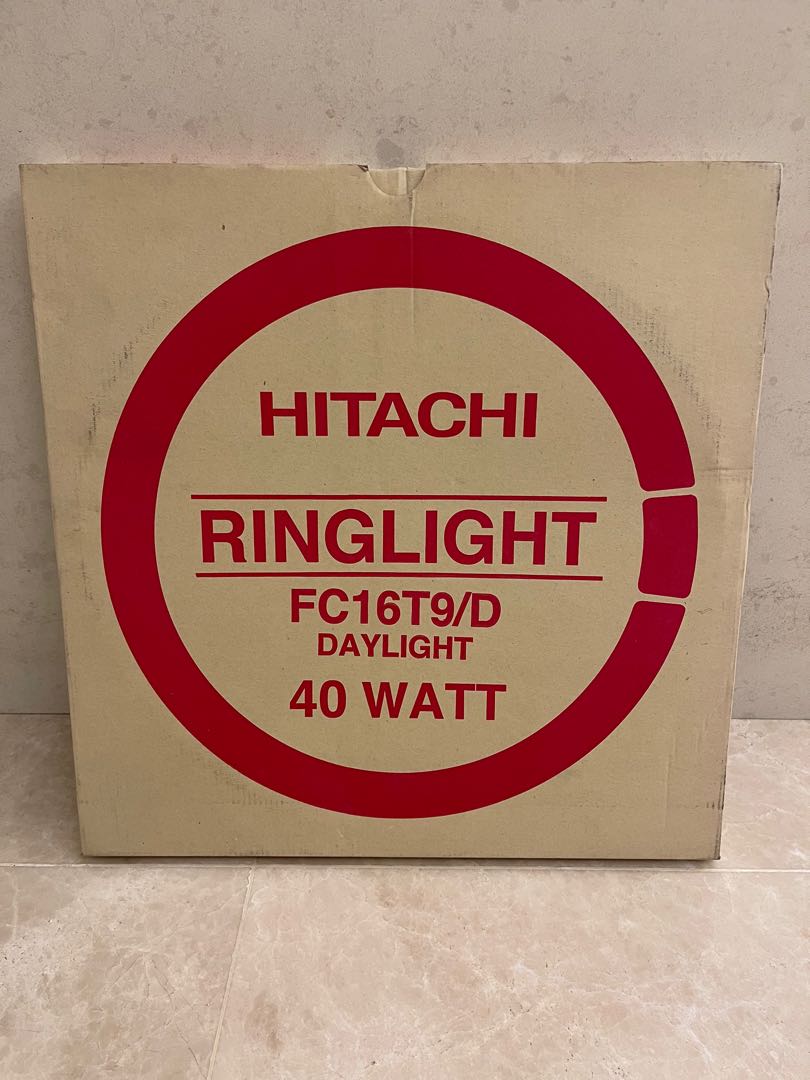 HITACHI
RINGLIGHT
FC16T9/D
DAYLIGHT
40 WATT